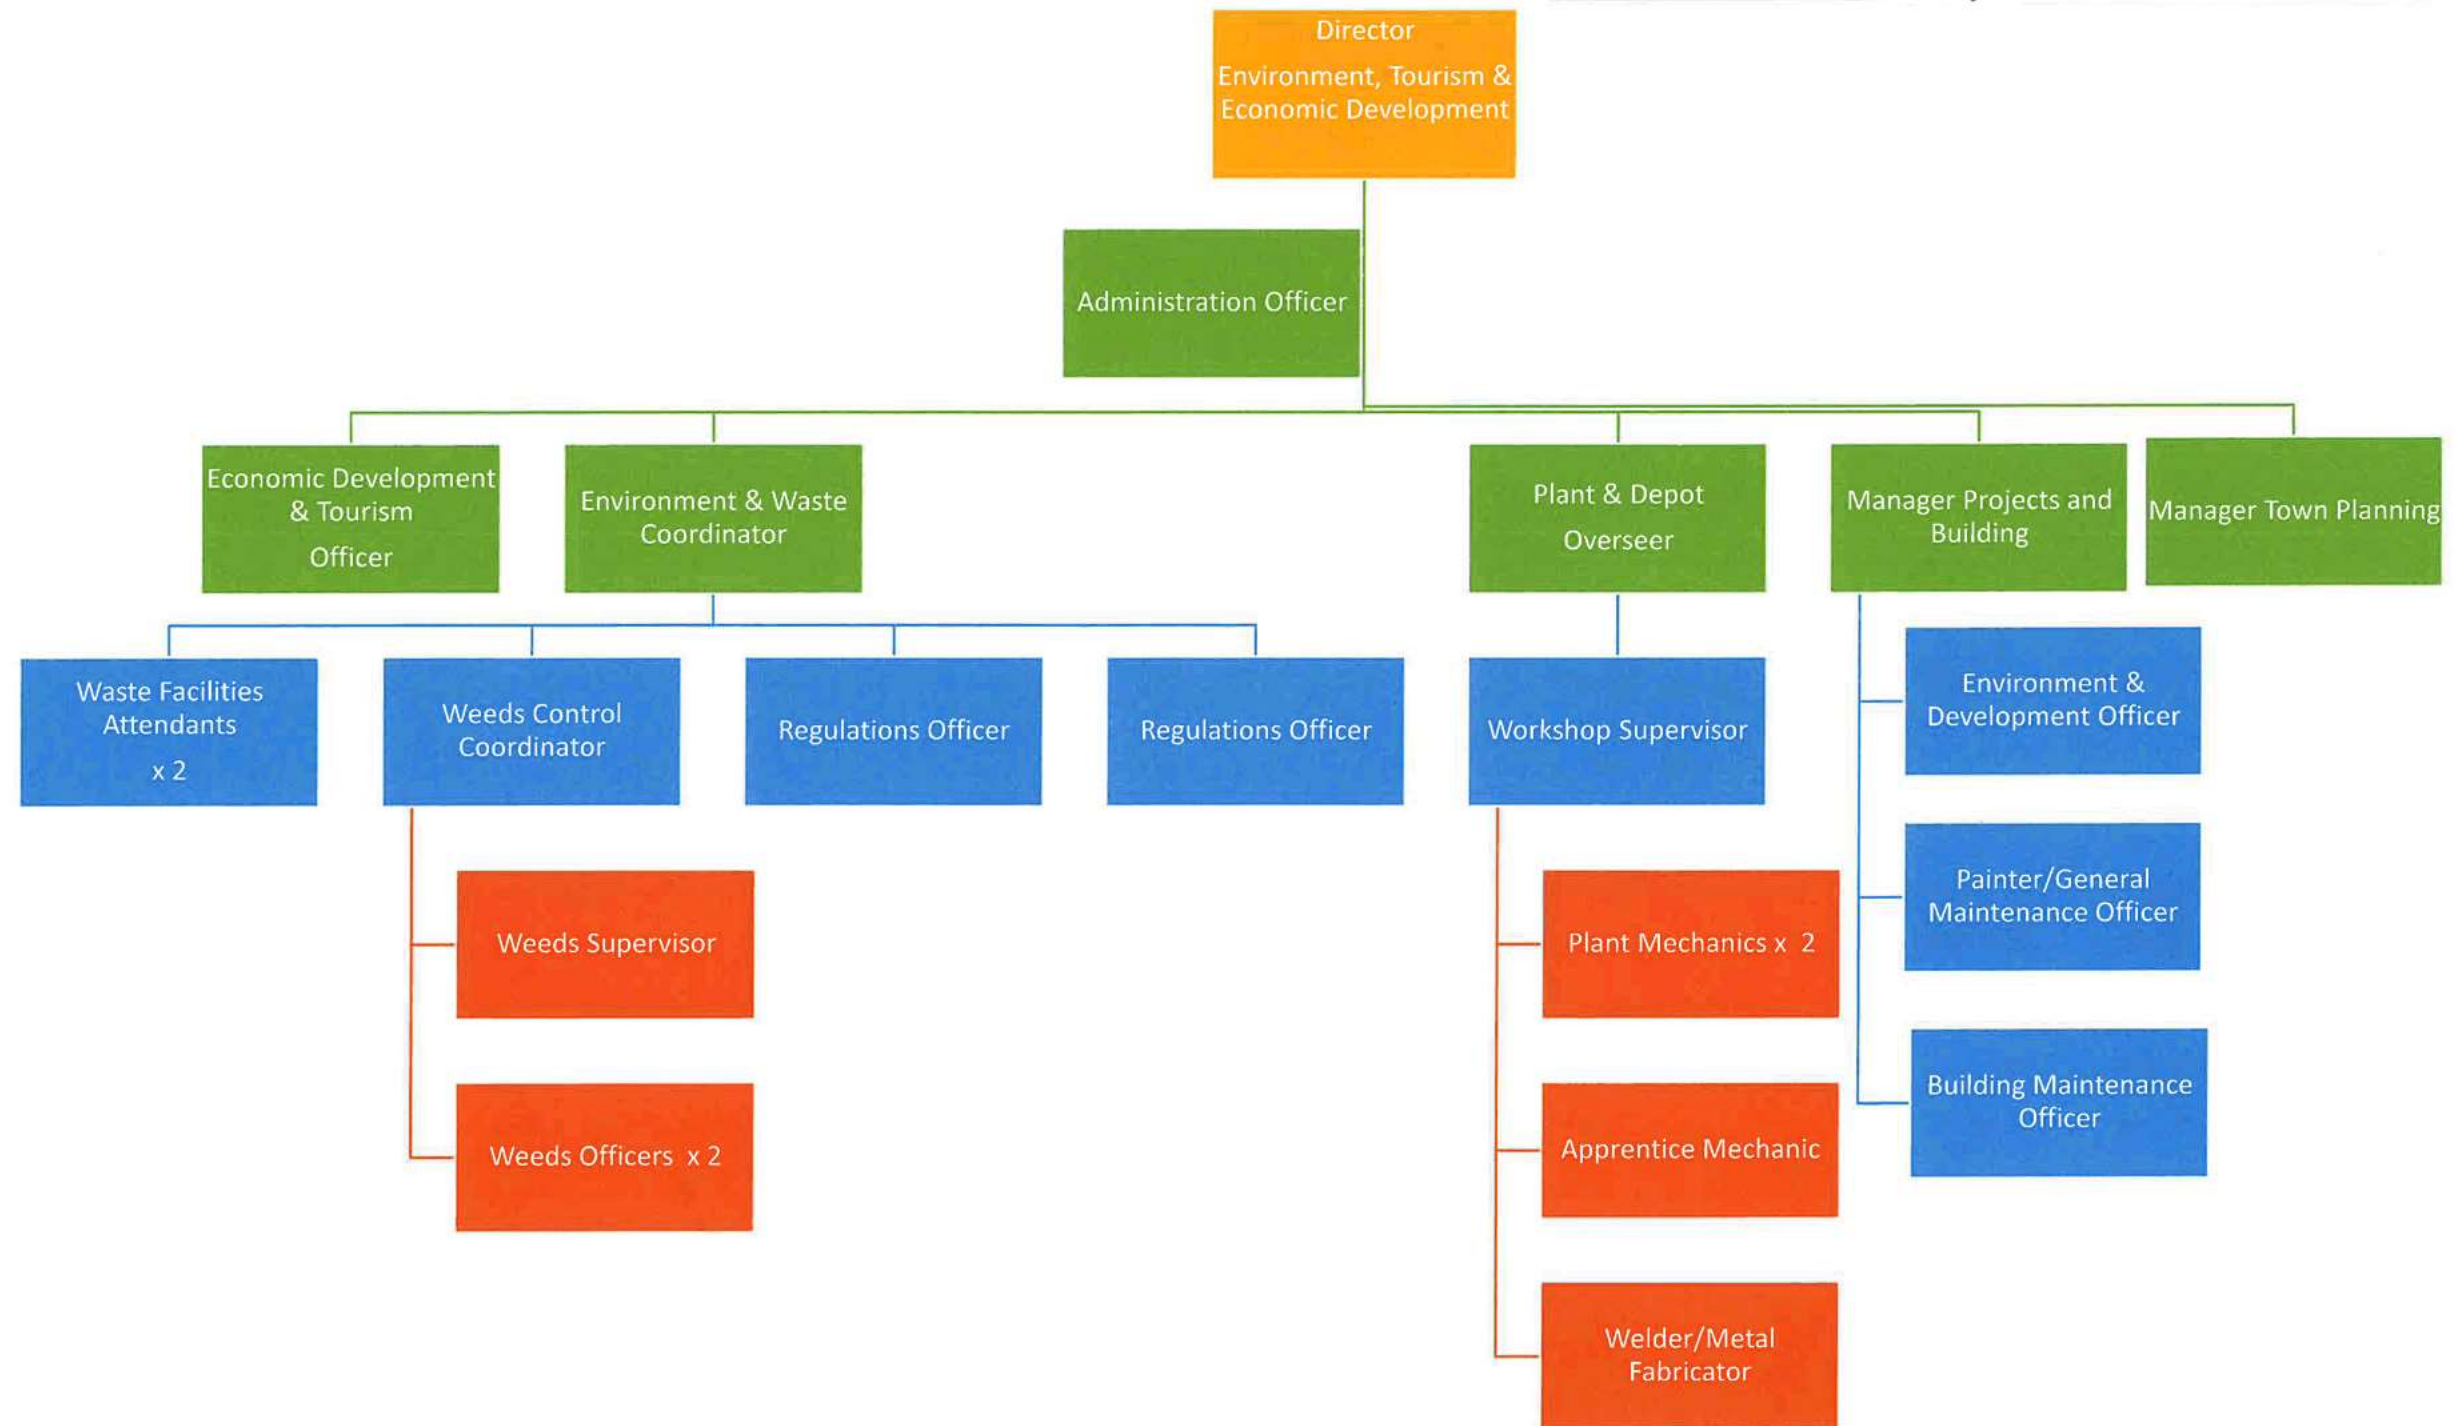 Director
Environment, Tourism &
Economic Development
Administration Officer
Economic Development
& Tourism
Officer
Environment & Waste
Coordinator
Plant & Depot
Overseer
Manager Projects and
Building
Manager Town Planning
Waste Facilities
Attendants
x 2
Weeds Control
Coordinator
Regulations Officer
Regulations Officer
Workshop Supervisor
Environment &
Development Officer
Painter/General
Maintenance Officer
Building Maintenance
Officer
Weeds Supervisor
Weeds Officers x 2
Plant Mechanics x 2
Apprentice Mechanic
Welder/Metal
Fabricator